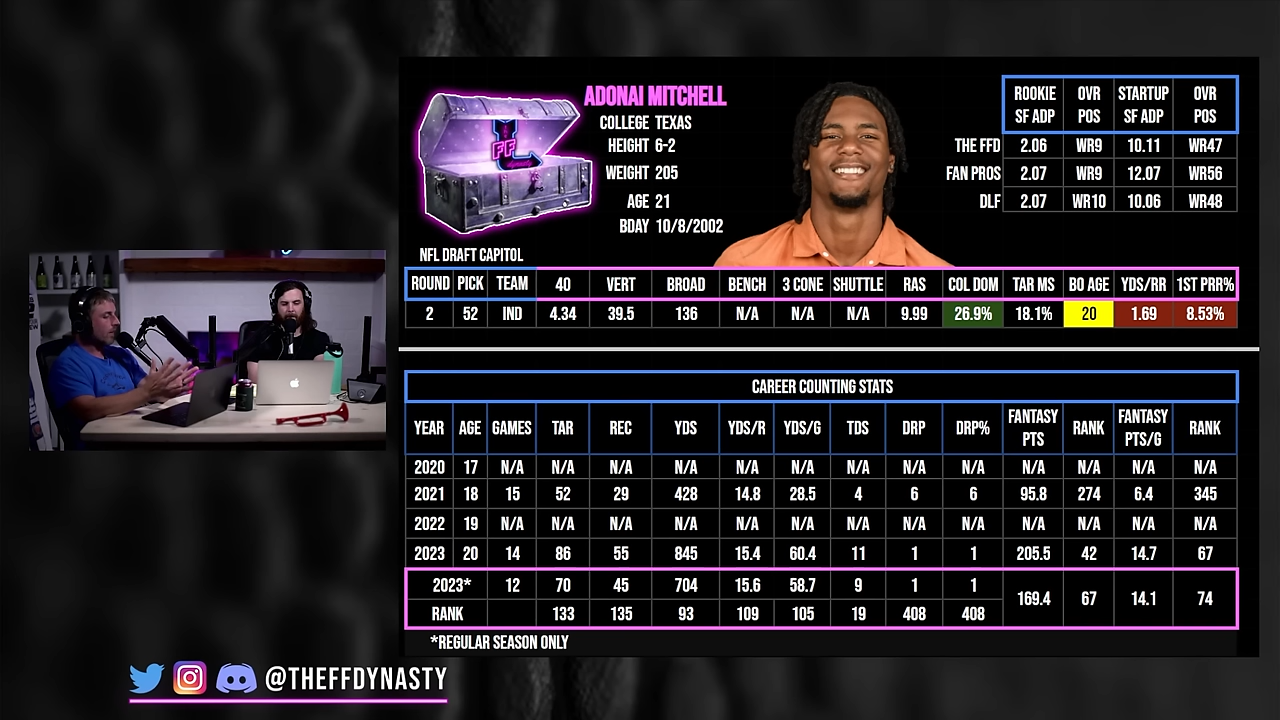 ADONAI MITCHELL
COLLEGE TEXAS
HEIGHT 6-2
WEIGHT 205
AGE 21
BDAY 10/8/2002
FF
dynasty
ROOKIE SF ADP OVR POS STARTUP SF ADP OVR POS
THE FFD 2.06 WR9 10.11 WR47
FAN PROS 2.07 WR9 12.07 WR56
DLF 2.07 WR10 10.06 WR48
NFL DRAFT CAPITOL
ROUND PICK TEAM 40 VERT BROAD BENCH 3 CONE SHUTTLE RAS COL DOM TAR MS BO AGE YDS/RR 1ST PRR%
2 52 IND 4.34 39.5 136 N/A N/A N/A 9.99 26.9% 18.1% 20 1.69 8.53%
CAREER COUNTING STATS
YEAR AGE GAMES TAR REC YDS YDS/R YDS/G TDS DRP DRP% FANTASY PTS RANK FANTASY PTS/G RANK
2020 17 N/A N/A N/A N/A N/A N/A N/A N/A N/A N/A N/A N/A N/A
2021 18 15 52 29 428 14.8 28.5 4 6 6 95.8 274 6.4 345
2022 19 N/A N/A N/A N/A N/A N/A N/A N/A N/A N/A N/A N/A N/A
2023 20 14 86 55 845 15.4 60.4 11 1 1 205.5 42 14.7 67
2023* 12 70 45 704 15.6 58.7 9 1 1 169.4 67 14.1 74
RANK 133 135 93 109 105 19 408 408
*REGULAR SEASON ONLY
@THEFFDYNASTY